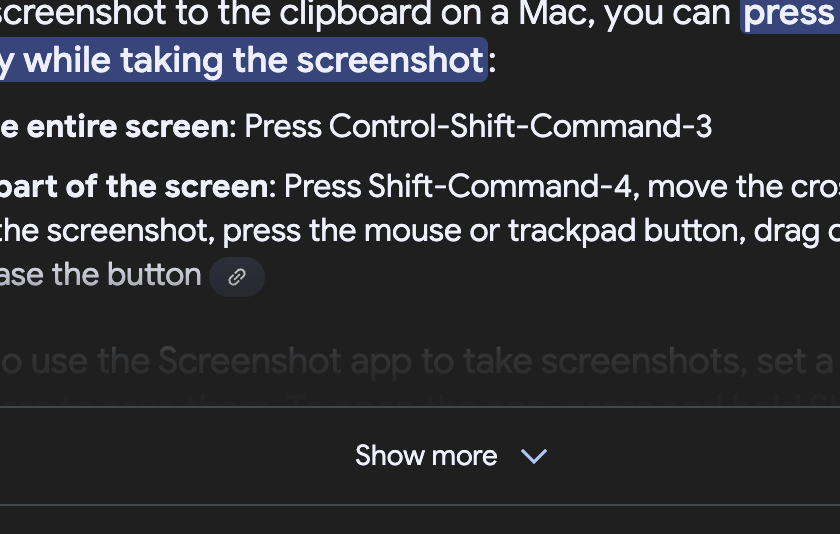 screenshot to the clipboard on a Mac, you can press
y while taking the screenshot:
e entire screen: Press Control-Shift-Command-3
part of the screen: Press Shift-Command-4, move the cros
the screenshot, press the mouse or trackpad button, drag o
ase the button
o use the Screenshot app to take screenshots, set a
Show more